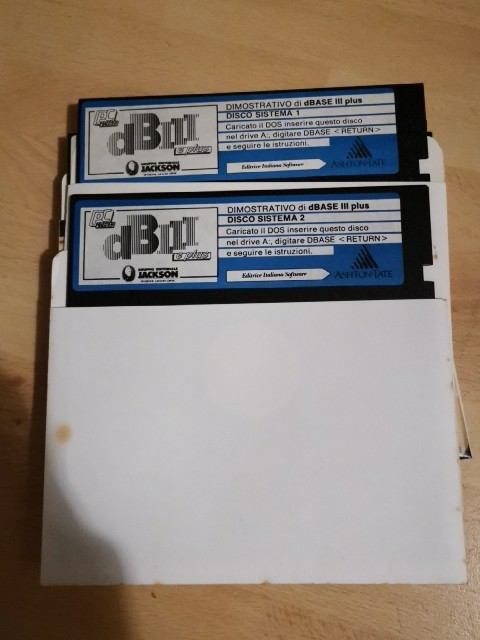 PC
dBIII
E PLUS
JACKSON
DIMOSTRATIVO di dBASE III plus
DISCO SISTEMA 1
Caricato il DOS inserire questo disco
nel drive A:, digitare DBASE <RETURN>
e seguire le istruzioni.
Editrice Italiana Software
ASHTON-TATE
PC
dBIII
E PLUS
JACKSON
DIMOSTRATIVO di dBASE III plus
DISCO SISTEMA 2
Caricato il DOS inserire questo disco
nel drive A:, digitare DBASE <RETURN>
e seguire le istruzioni.
Editrice Italiana Software
ASHTON-TATE